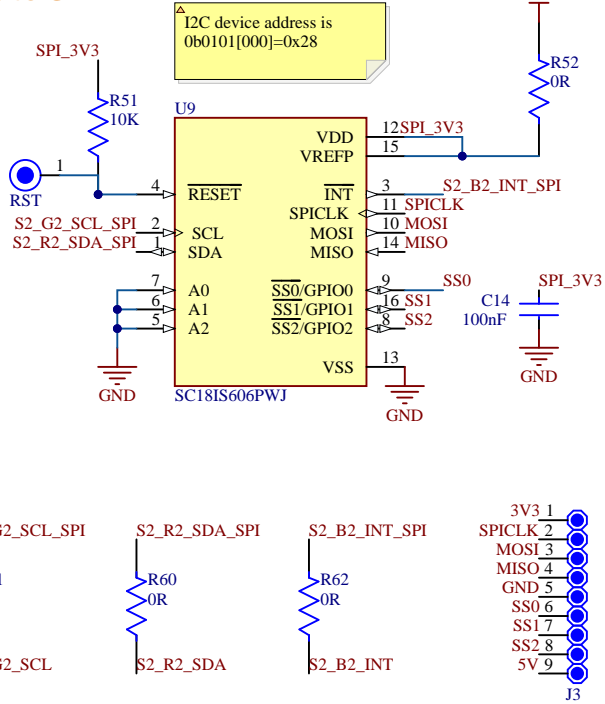 I2C device address is
0b0101[000]=0x28
SPI_3V3
R51
10K
R52
0R
U9
RST
1
4 RESET
S2_G2_SCL_SPI 2 SCL
S2_R2_SDA_SPI 1 SDA
7 A0
6 A1
5 A2
VDD 12 SPI_3V3
VREFP 15
INT 3 S2_B2_INT_SPI
SPICLK 11 SPICLK
MOSI 10 MOSI
MISO 14 MISO
SS0/GPIO0 9 SS0
SS1/GPIO1 16 SS1
SS2/GPIO2 8 SS2
VSS 13
SC18IS606PWJ
GND
GND
SPI_3V3
C14
100nF
GND
G2_SCL_SPI
G2_SCL
S2_R2_SDA_SPI
R60
0R
S2_R2_SDA
S2_B2_INT_SPI
R62
0R
S2_B2_INT
3V3 1
SPICLK 2
MOSI 3
MISO 4
GND 5
SS0 6
SS1 7
SS2 8
5V 9
J3